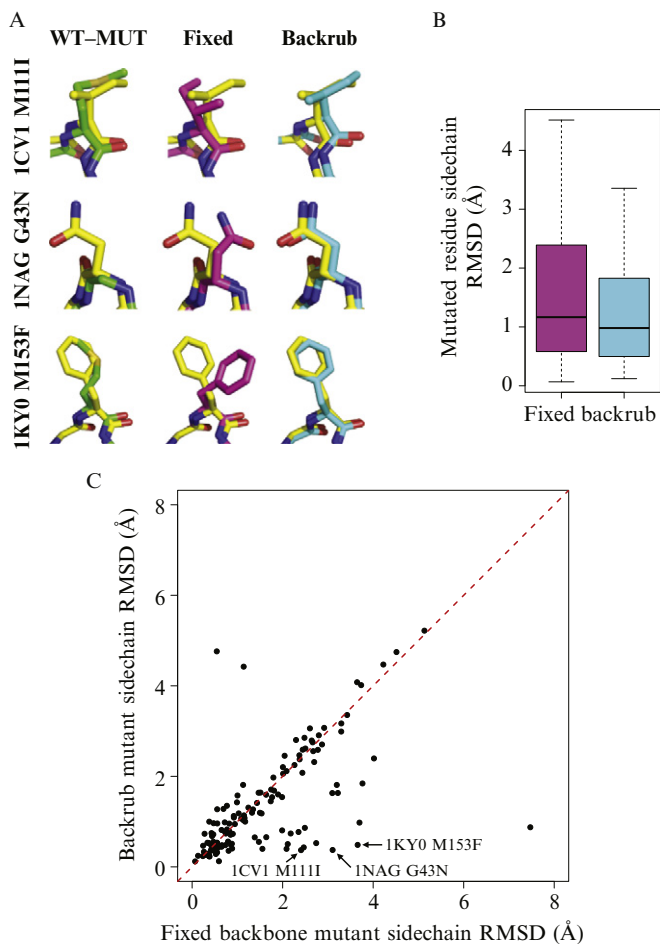 A
WT–MUT Fixed Backrub
1CV1 M111I
1NAG G43N
1KY0 M153F
B
Mutated residue sidechain
RMSD (Å)
4
3
2
1
0
Fixed backrub
C
Backrub mutant sidechain RMSD (Å)
8
6
4
2
0
1KY0 M153F
1CV1 M111I
1NAG G43N
0 2 4 6 8
Fixed backbone mutant sidechain RMSD (Å)